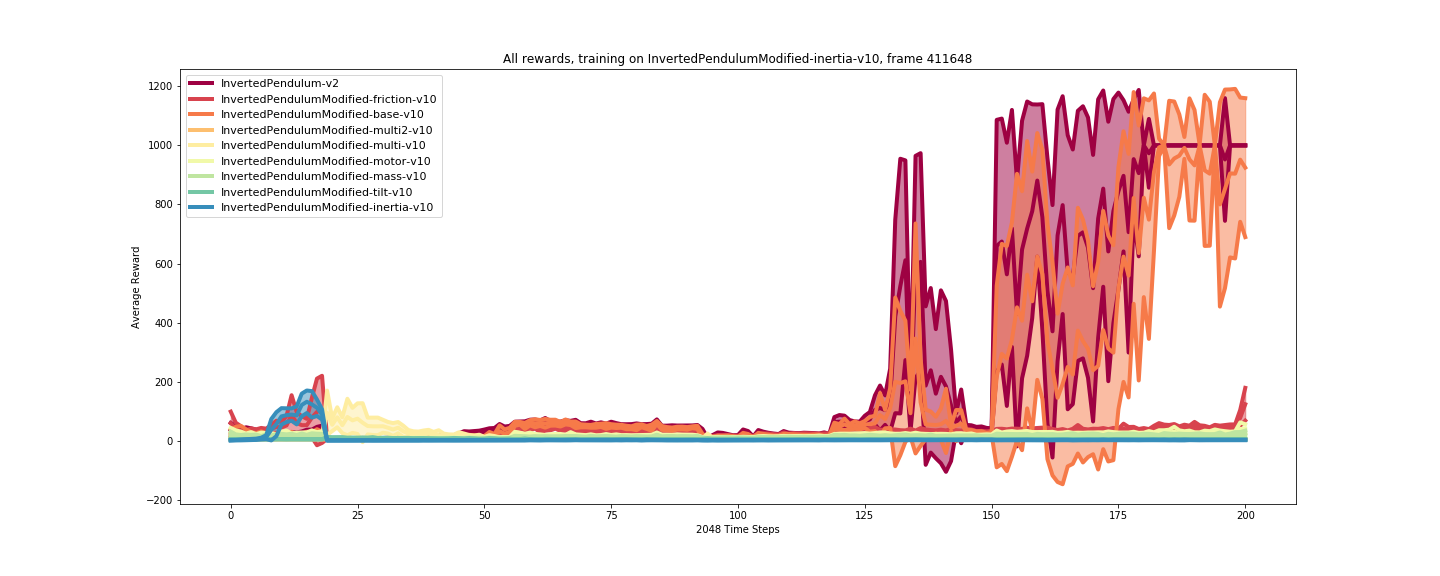 All rewards, training on InvertedPendulumModified-inertia-v10, frame 411648
InvertedPendulum-v2
InvertedPendulumModified-friction-v10
InvertedPendulumModified-base-v10
InvertedPendulumModified-multi2-v10
InvertedPendulumModified-multi-v10
InvertedPendulumModified-motor-v10
InvertedPendulumModified-mass-v10
InvertedPendulumModified-tilt-v10
InvertedPendulumModified-inertia-v10
Average Reward
1200
1000
800
600
400
200
0
−200
0 25 50 75 100 125 150 175 200
2048 Time Steps